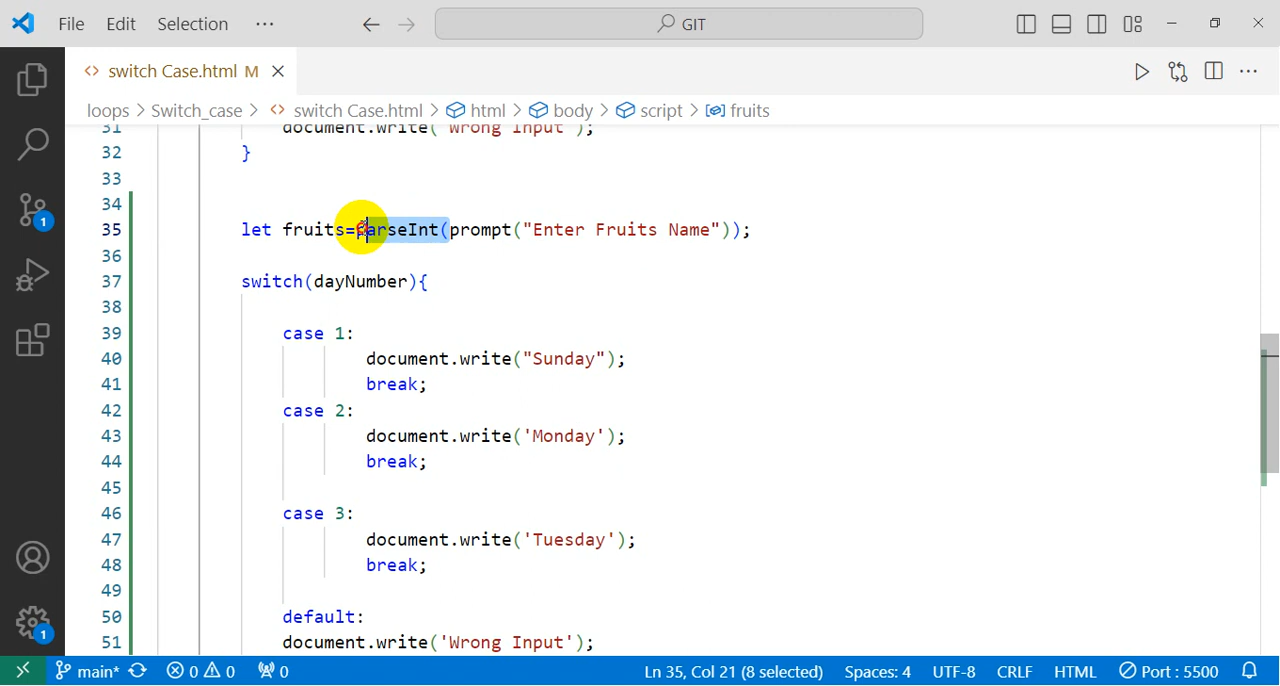 File Edit Selection ··· GIT
switch Case.html M
loops > Switch_case > switch Case.html > html > body > script > fruits
31 document.write('Wrong Input');
32 }
33
34
35 let fruits=parseInt(prompt("Enter Fruits Name"));
36
37 switch(dayNumber){
38
39 case 1:
40 document.write("Sunday");
41 break;
42 case 2:
43 document.write('Monday');
44 break;
45
46 case 3:
47 document.write('Tuesday');
48 break;
49
50 default:
51 document.write('Wrong Input');
1
1
main* 0 0 0 Ln 35, Col 21 (8 selected) Spaces: 4 UTF-8 CRLF HTML Port : 5500